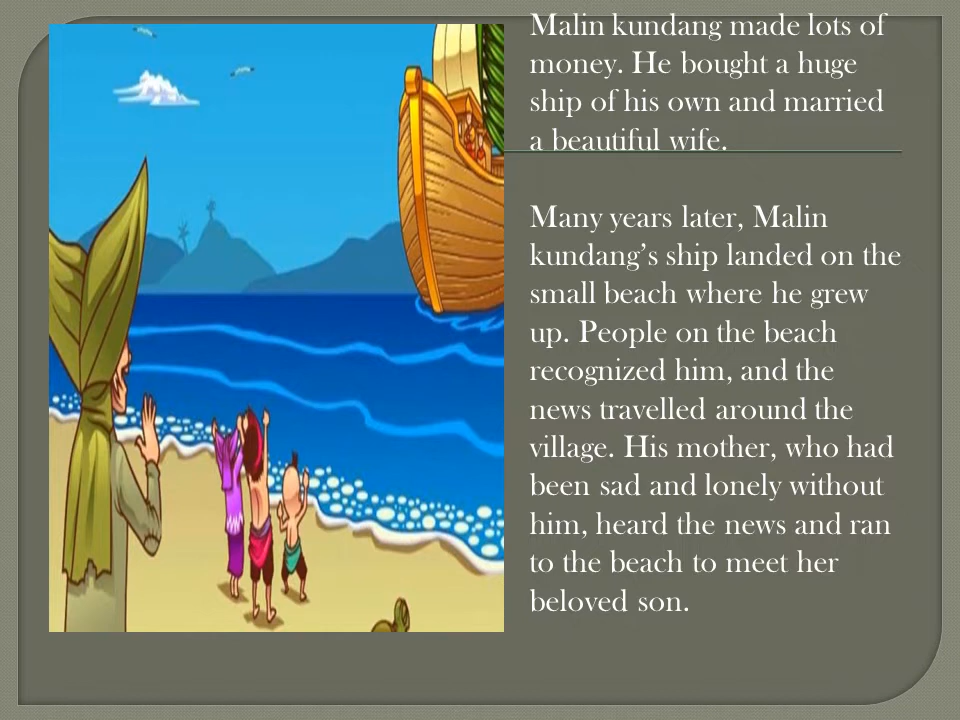 Malin kundang made lots of
money. He bought a huge
ship of his own and married
a beautiful wife.
Many years later, Malin
kundang’s ship landed on the
small beach where he grew
up. People on the beach
recognized him, and the
news travelled around the
village. His mother, who had
been sad and lonely without
him, heard the news and ran
to the beach to meet her
beloved son.